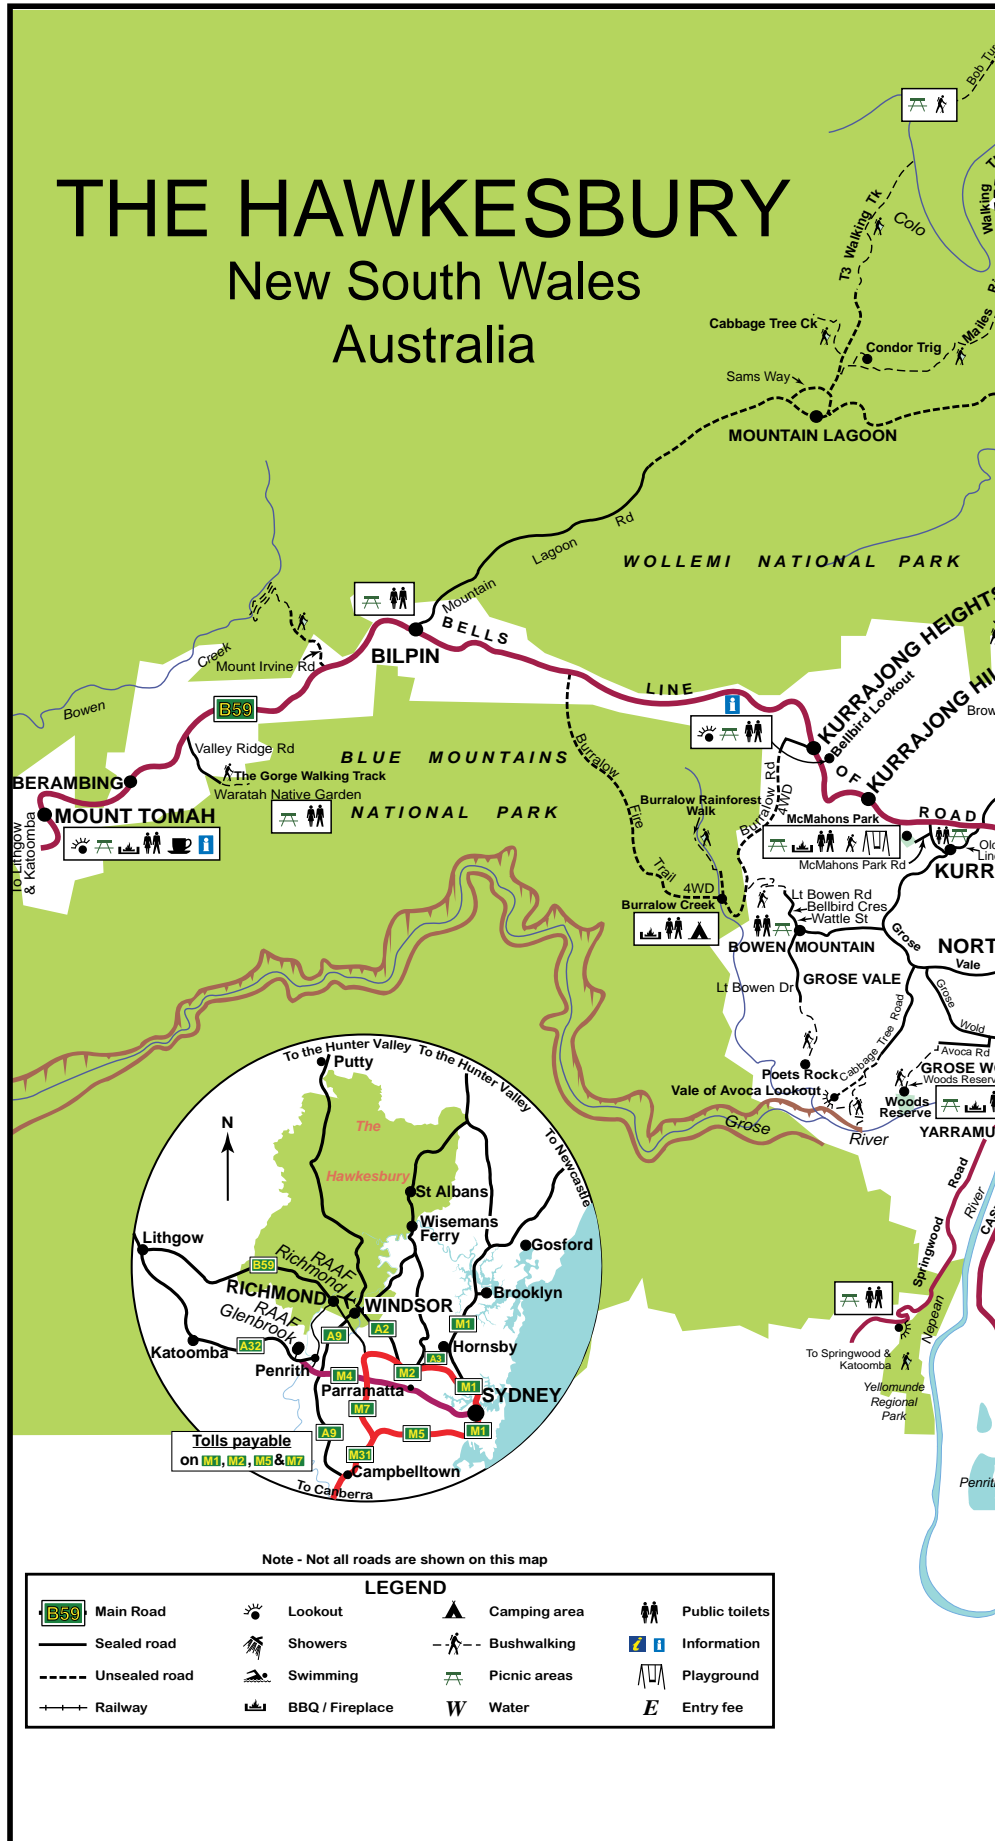 THE HAWKESBURY
New South Wales
Australia
Colo
T3 Walking Tk
Walking
Cabbage Tree Ck
Condor Trig
Mailes
Sams Way
MOUNTAIN LAGOON
Mountain Lagoon Rd
WOLLEMI NATIONAL PARK
BILPIN
BELLS LINE OF ROAD
Mount Irvine Rd
Bowen Creek
B59
KURRAJONG HEIGHTS
Bellbird Lookout
KURRAJONG HIL
Brow
i
Valley Ridge Rd
The Gorge Walking Track
Waratah Native Garden
BERAMBING
MOUNT TOMAH
To Lithgow
& Katoomba
i
BLUE MOUNTAINS
NATIONAL PARK
Burralow Fire Trail
4WD
Burralow Rainforest
Walk
Burralow Rd
4WD
Burralow Creek
McMahons Park
McMahons Park Rd
Old
Lin
KURR
Lt Bowen Rd
Bellbird Cres
Wattle St
BOWEN MOUNTAIN
Grose
Vale
NORT
GROSE VALE
Lt Bowen Dr
Cabbage Tree Road
Grose
Wold
Avoca Rd
GROSE WO
Woods Reserv
Poets Rock
Vale of Avoca Lookout
Woods
Reserve
Grose
River
YARRAMU
Springwood Road
Nepean River
CAS
To Springwood &
Katoomba
Yellomunde
Regional
Park
Penrit
To the Hunter Valley
To the Hunter Valley
Putty
To Newcastle
N
The
Hawkesbury
St Albans
Wisemans
Ferry
Lithgow
Gosford
B59
RAAF
Richmond
RICHMOND
WINDSOR
Brooklyn
RAAF
Glenbrook
A9
A2
M1
Katoomba
A32
Hornsby
A3
Penrith
M4
M2
Parramatta
M1
SYDNEY
M7
A9
M5
M1
M31
Tolls payable
on M1, M2, M5 & M7
Campbelltown
To Canberra
Note - Not all roads are shown on this map
LEGEND
B59 Main Road
Lookout
Camping area
Public toilets
Sealed road
Showers
Bushwalking
i i Information
Unsealed road
Swimming
Picnic areas
Playground
Railway
BBQ / Fireplace
W Water
E Entry fee